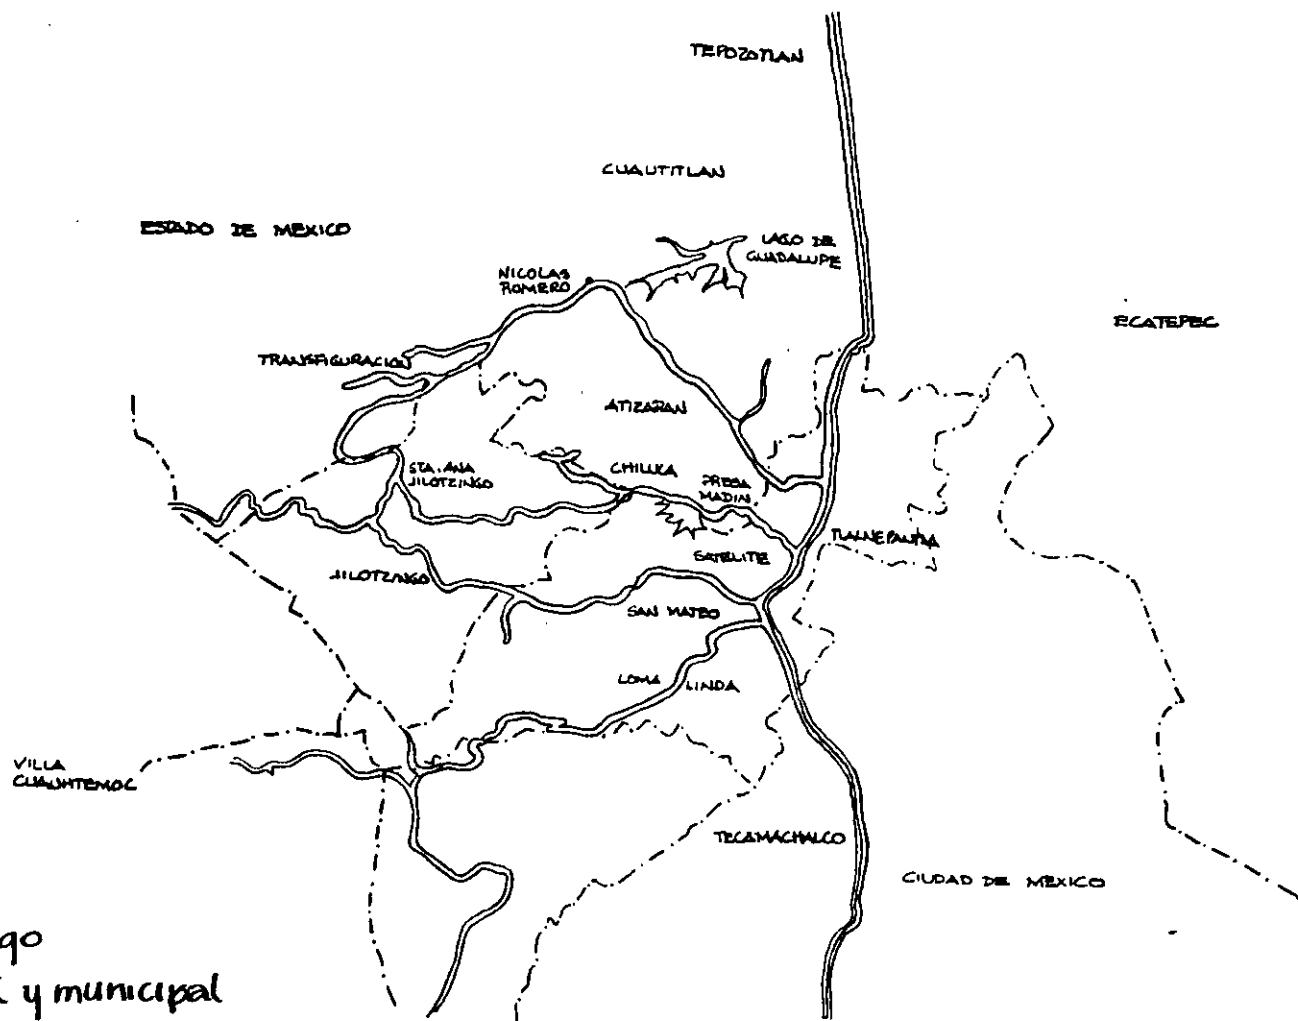 TEPOZOTLAN
CUAUTITLAN
ESTADO DE MEXICO
LAGO DE
GUADALUPE
NICOLAS
ROMERO
ECATEPEC
TRANSFIGURACION
ATIZAPAN
STA. ANA
JILOTZINGO
CHILUCA
PRESA
MADIN
TLALNEPANTLA
SATELITE
JILOTZINGO
SAN MATEO
LOMA LINDA
VILLA
CUAUHTEMOC
TECAMACHALCO
CIUDAD DE MEXICO
go
y municipal